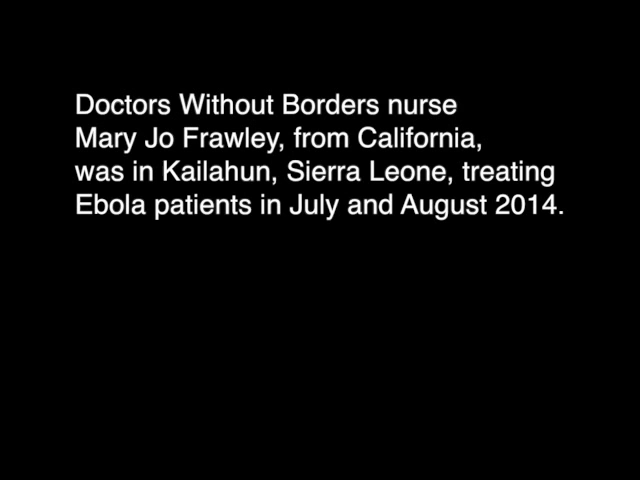 Doctors Without Borders nurse
Mary Jo Frawley, from California,
was in Kailahun, Sierra Leone, treating
Ebola patients in July and August 2014.